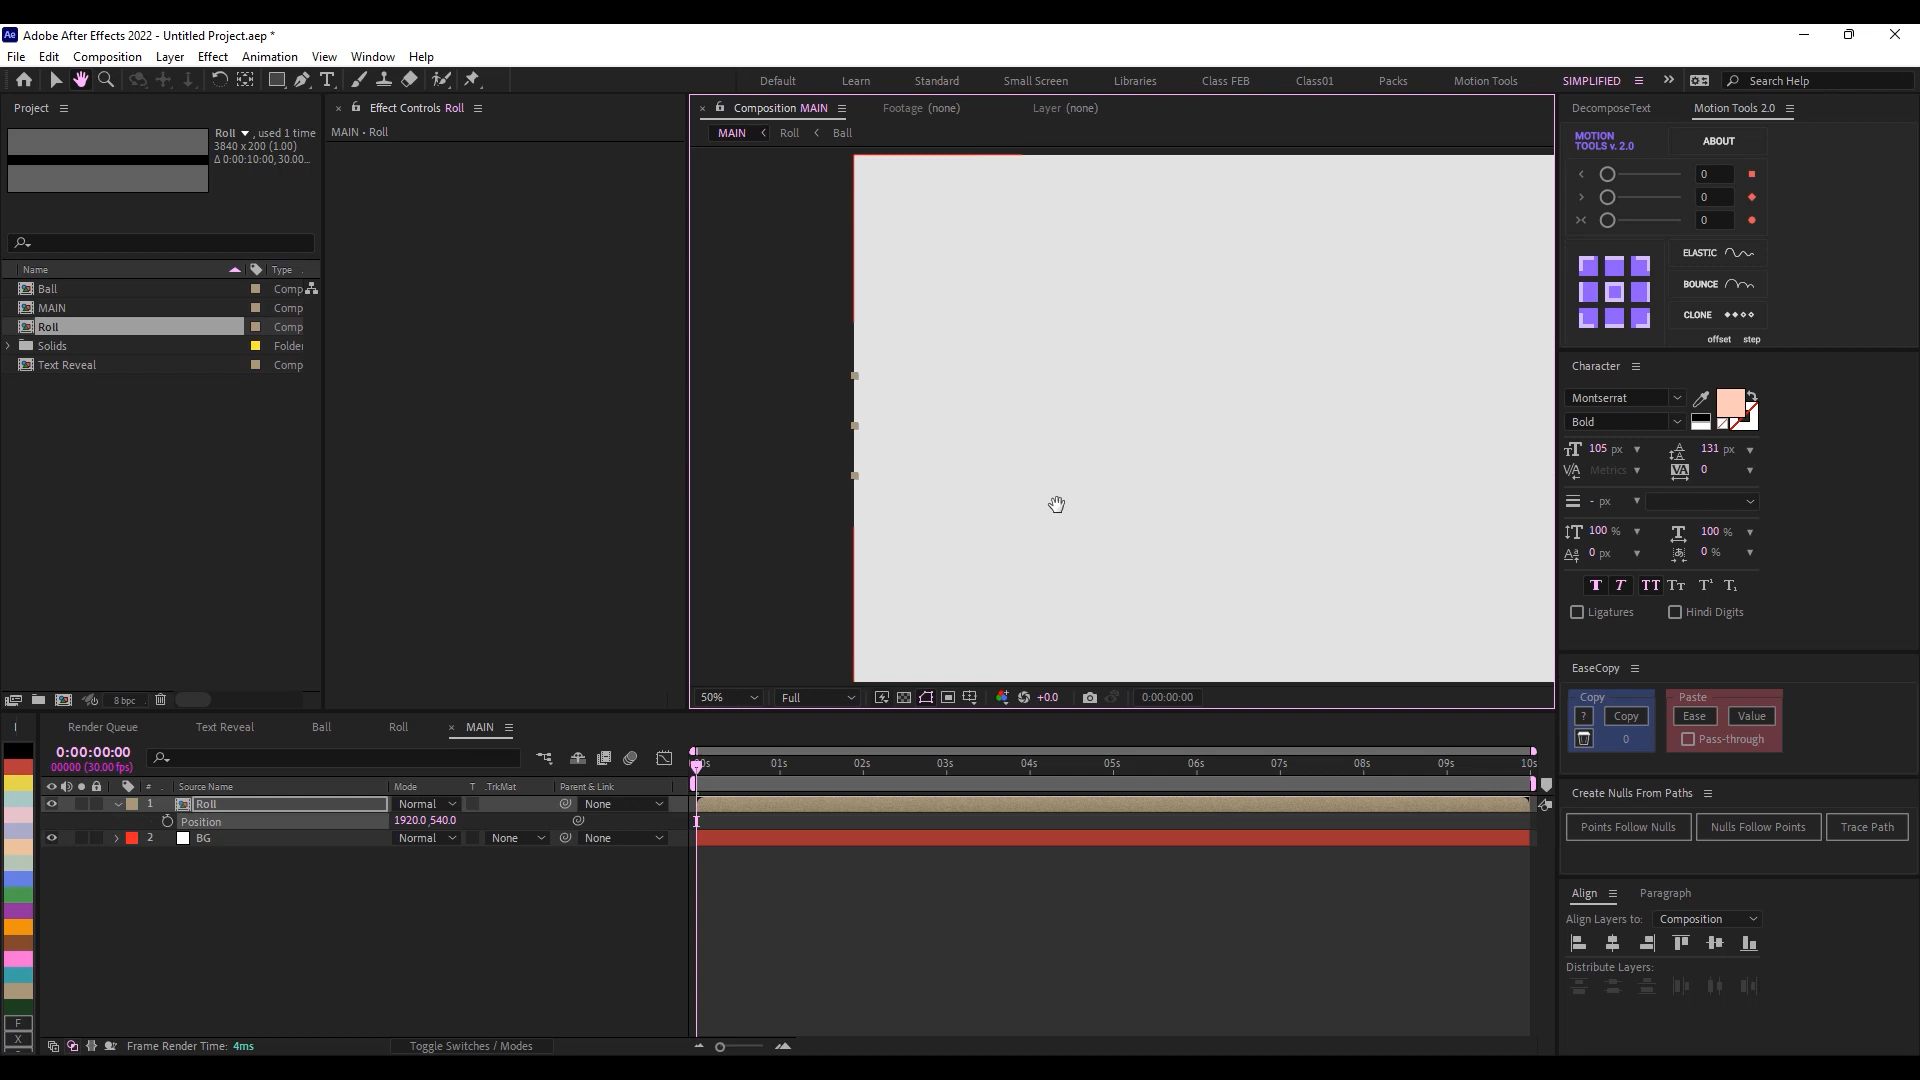 Ae Adobe After Effects 2022 - Untitled Project.aep *
File Edit Composition Layer Effect Animation View Window Help
Default Learn Standard Small Screen Libraries Class FEB Class01 Packs Motion Tools SIMPLIFIED Search Help
Project
Roll , used 1 time
3840 x 200 (1.00)
Δ 0:00:10:00, 30.00...
Name Type
Ball Comp
MAIN Comp
Roll Comp
Solids Folder
Text Reveal Comp
8 bpc
Effect Controls Roll
MAIN • Roll
Composition MAIN Footage (none) Layer (none)
MAIN Roll Ball
50% Full +0.0 0:00:00:00
DecomposeText Motion Tools 2.0
MOTION
TOOLS v. 2.0
ABOUT
0
0
0
ELASTIC
BOUNCE
CLONE
offset step
Character
Montserrat
Bold
105 px 131 px
Metrics 0
- px
100 % 100 %
0 px 0 %
T T TT Tт T¹ T₁
Ligatures Hindi Digits
EaseCopy
Copy Paste
? Copy Ease Value
0 Pass-through
Create Nulls From Paths
Points Follow Nulls Nulls Follow Points Trace Path
Align Paragraph
Align Layers to: Composition
Distribute Layers:
Render Queue Text Reveal Ball Roll MAIN
0:00:00:00
00000 (30.00 fps)
# Source Name Mode T .TrkMat Parent & Link
1 Roll Normal None
Position 1920.0,540.0
2 BG Normal None None
01s 02s 03s 04s 05s 06s 07s 08s 09s 10s
F
X
Frame Render Time: 4ms Toggle Switches / Modes